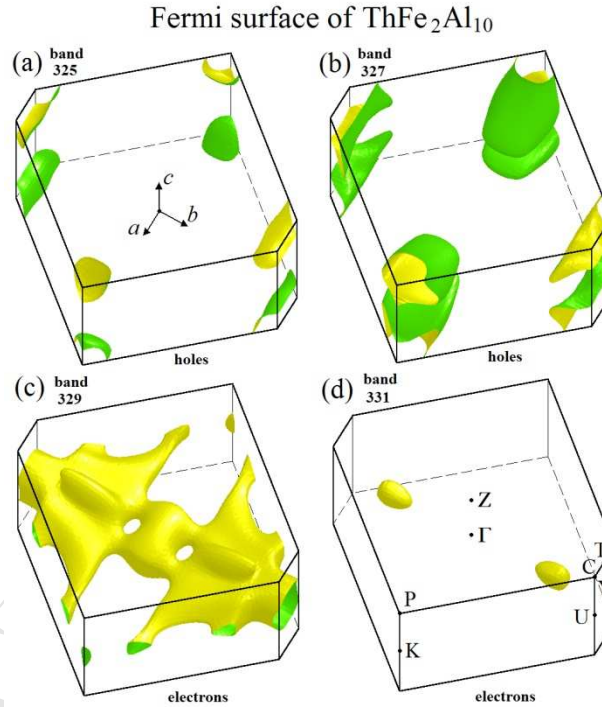 Fermi surface of ThFe₂Al₁₀
(a) band 325
a
b
c
holes
(b) band 327
holes
(c) band 329
electrons
(d) band 331
Z
Γ
T
C
P
U
K
electrons